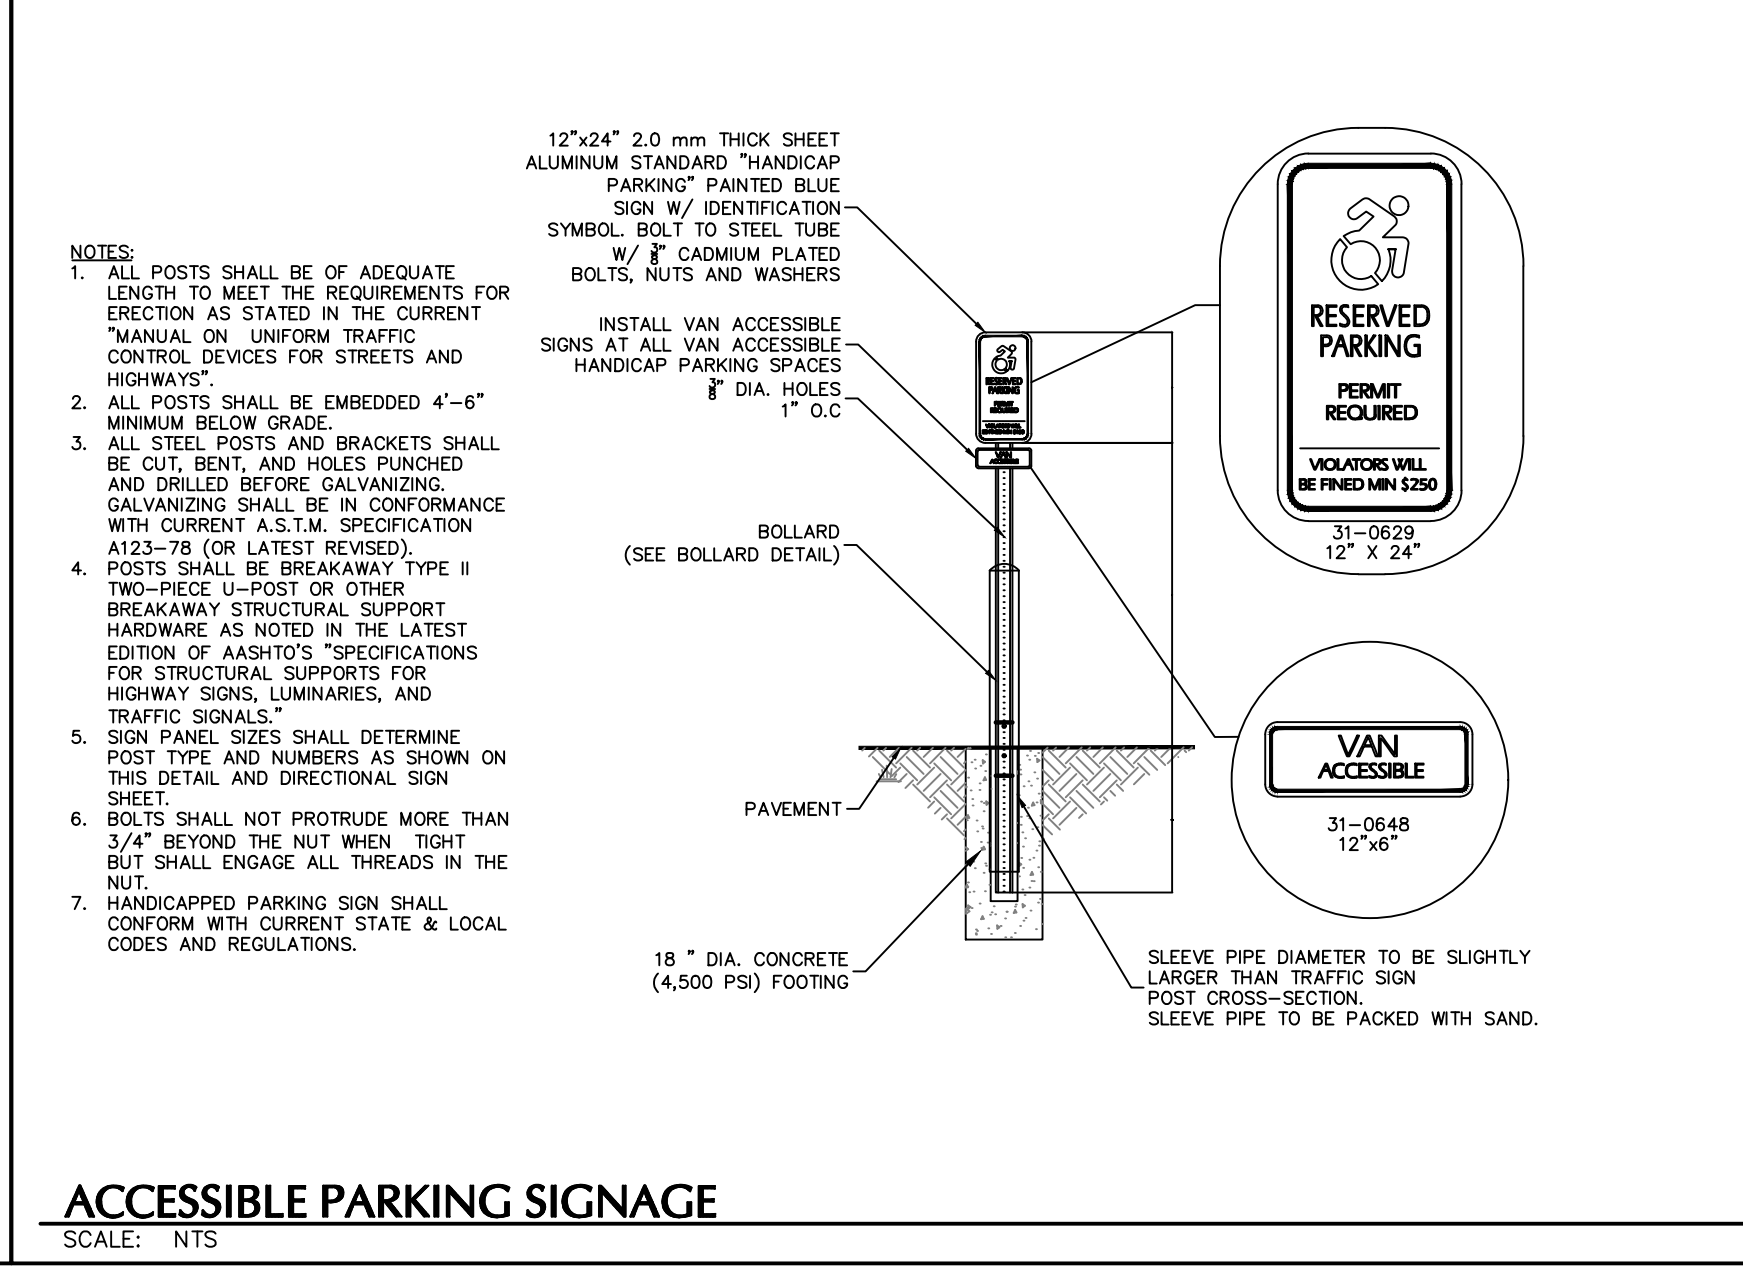 NOTES:
1. ALL POSTS SHALL BE OF ADEQUATE
LENGTH TO MEET THE REQUIREMENTS FOR
ERECTION AS STATED IN THE CURRENT
"MANUAL ON UNIFORM TRAFFIC
CONTROL DEVICES FOR STREETS AND
HIGHWAYS".
2. ALL POSTS SHALL BE EMBEDDED 4'-6"
MINIMUM BELOW GRADE.
3. ALL STEEL POSTS AND BRACKETS SHALL
BE CUT, BENT, AND HOLES PUNCHED
AND DRILLED BEFORE GALVANIZING.
GALVANIZING SHALL BE IN CONFORMANCE
WITH CURRENT A.S.T.M. SPECIFICATION
A123-78 (OR LATEST REVISED).
4. POSTS SHALL BE BREAKAWAY TYPE II
TWO-PIECE U-POST OR OTHER
BREAKAWAY STRUCTURAL SUPPORT
HARDWARE AS NOTED IN THE LATEST
EDITION OF AASHTO'S "SPECIFICATIONS
FOR STRUCTURAL SUPPORTS FOR
HIGHWAY SIGNS, LUMINARIES, AND
TRAFFIC SIGNALS."
5. SIGN PANEL SIZES SHALL DETERMINE
POST TYPE AND NUMBERS AS SHOWN ON
THIS DETAIL AND DIRECTIONAL SIGN
SHEET.
6. BOLTS SHALL NOT PROTRUDE MORE THAN
3/4" BEYOND THE NUT WHEN TIGHT
BUT SHALL ENGAGE ALL THREADS IN THE
NUT.
7. HANDICAPPED PARKING SIGN SHALL
CONFORM WITH CURRENT STATE & LOCAL
CODES AND REGULATIONS.
12"x24" 2.0 mm THICK SHEET
ALUMINUM STANDARD "HANDICAP
PARKING" PAINTED BLUE
SIGN W/ IDENTIFICATION
SYMBOL. BOLT TO STEEL TUBE
W/ 3/8" CADMIUM PLATED
BOLTS, NUTS AND WASHERS
INSTALL VAN ACCESSIBLE
SIGNS AT ALL VAN ACCESSIBLE
HANDICAP PARKING SPACES
3/8" DIA. HOLES
1" O.C
BOLLARD
(SEE BOLLARD DETAIL)
PAVEMENT
18 " DIA. CONCRETE
(4,500 PSI) FOOTING
RESERVED
PARKING
PERMIT
REQUIRED
VIOLATORS WILL
BE FINED MIN $250
VAN
ACCESSIBLE
RESERVED
PARKING
PERMIT
REQUIRED
VIOLATORS WILL
BE FINED MIN $250
31-0629
12" X 24"
VAN
ACCESSIBLE
31-0648
12"x6"
SLEEVE PIPE DIAMETER TO BE SLIGHTLY
LARGER THAN TRAFFIC SIGN
POST CROSS-SECTION.
SLEEVE PIPE TO BE PACKED WITH SAND.
ACCESSIBLE PARKING SIGNAGE
SCALE: NTS